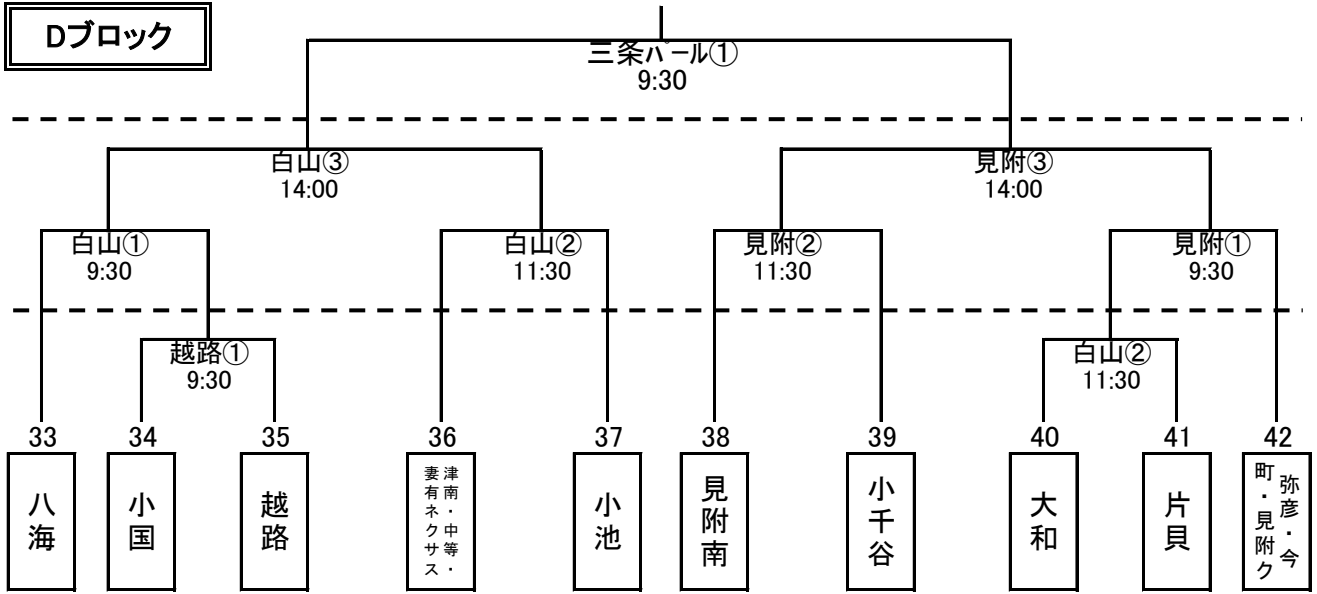 Dブロック
三条パール①
9:30
白山③
14:00
見附③
14:00
白山①
9:30
白山②
11:30
見附②
11:30
見附①
9:30
越路①
9:30
白山②
11:30
33
34
35
36
37
38
39
40
41
42
八海
小国
越路
津南・中等・
妻有ネクサス
小池
見附南
小千谷
大和
片貝
弥彦・今
町・見附ク